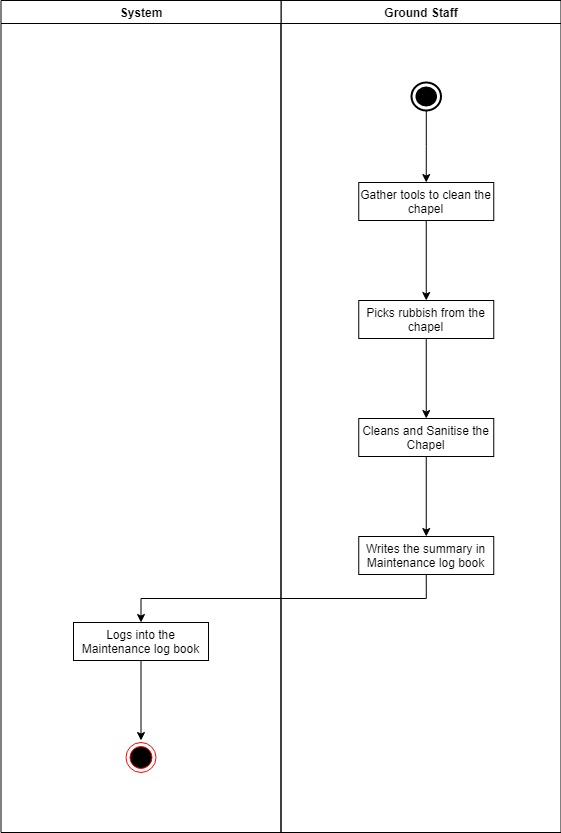 System
Ground Staff
Gather tools to clean the
chapel
Picks rubbish from the
chapel
Cleans and Sanitise the
Chapel
Writes the summary in
Maintenance log book
Logs into the
Maintenance log book